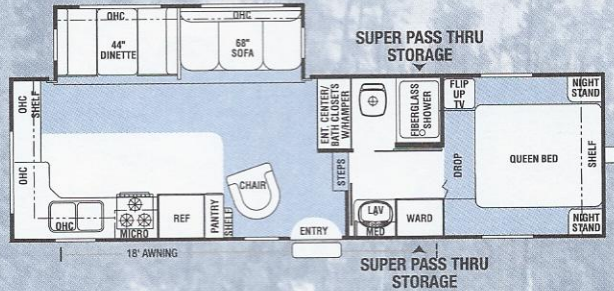 OHC
OHC
44"
DINETTE
68"
SOFA
SUPER PASS THRU
STORAGE
OHC
SHELF
ENT. CENTER/
BATH CLOSETS
W/HAMPER
FIBERGLASS
SHOWER
FLIP
UP
TV
NIGHT
STAND
OHC
STEPS
DROP
QUEEN BED
SHELF
CHAIR
OHC
MICRO
REF
PANTRY
SHELF
LAV
MED
WARD
NIGHT
STAND
ENTRY
18' AWNING
SUPER PASS THRU
STORAGE